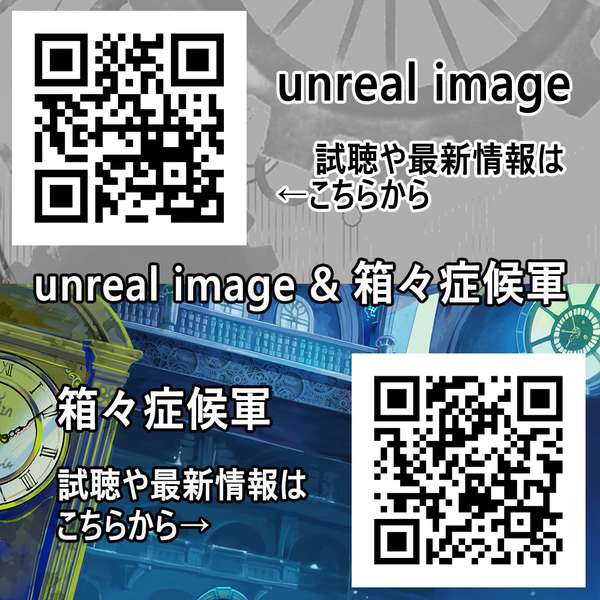 unreal image
試聴や最新情報は
←こちらから
unreal image & 箱々症候軍
箱々症候軍
試聴や最新情報は
こちらから→